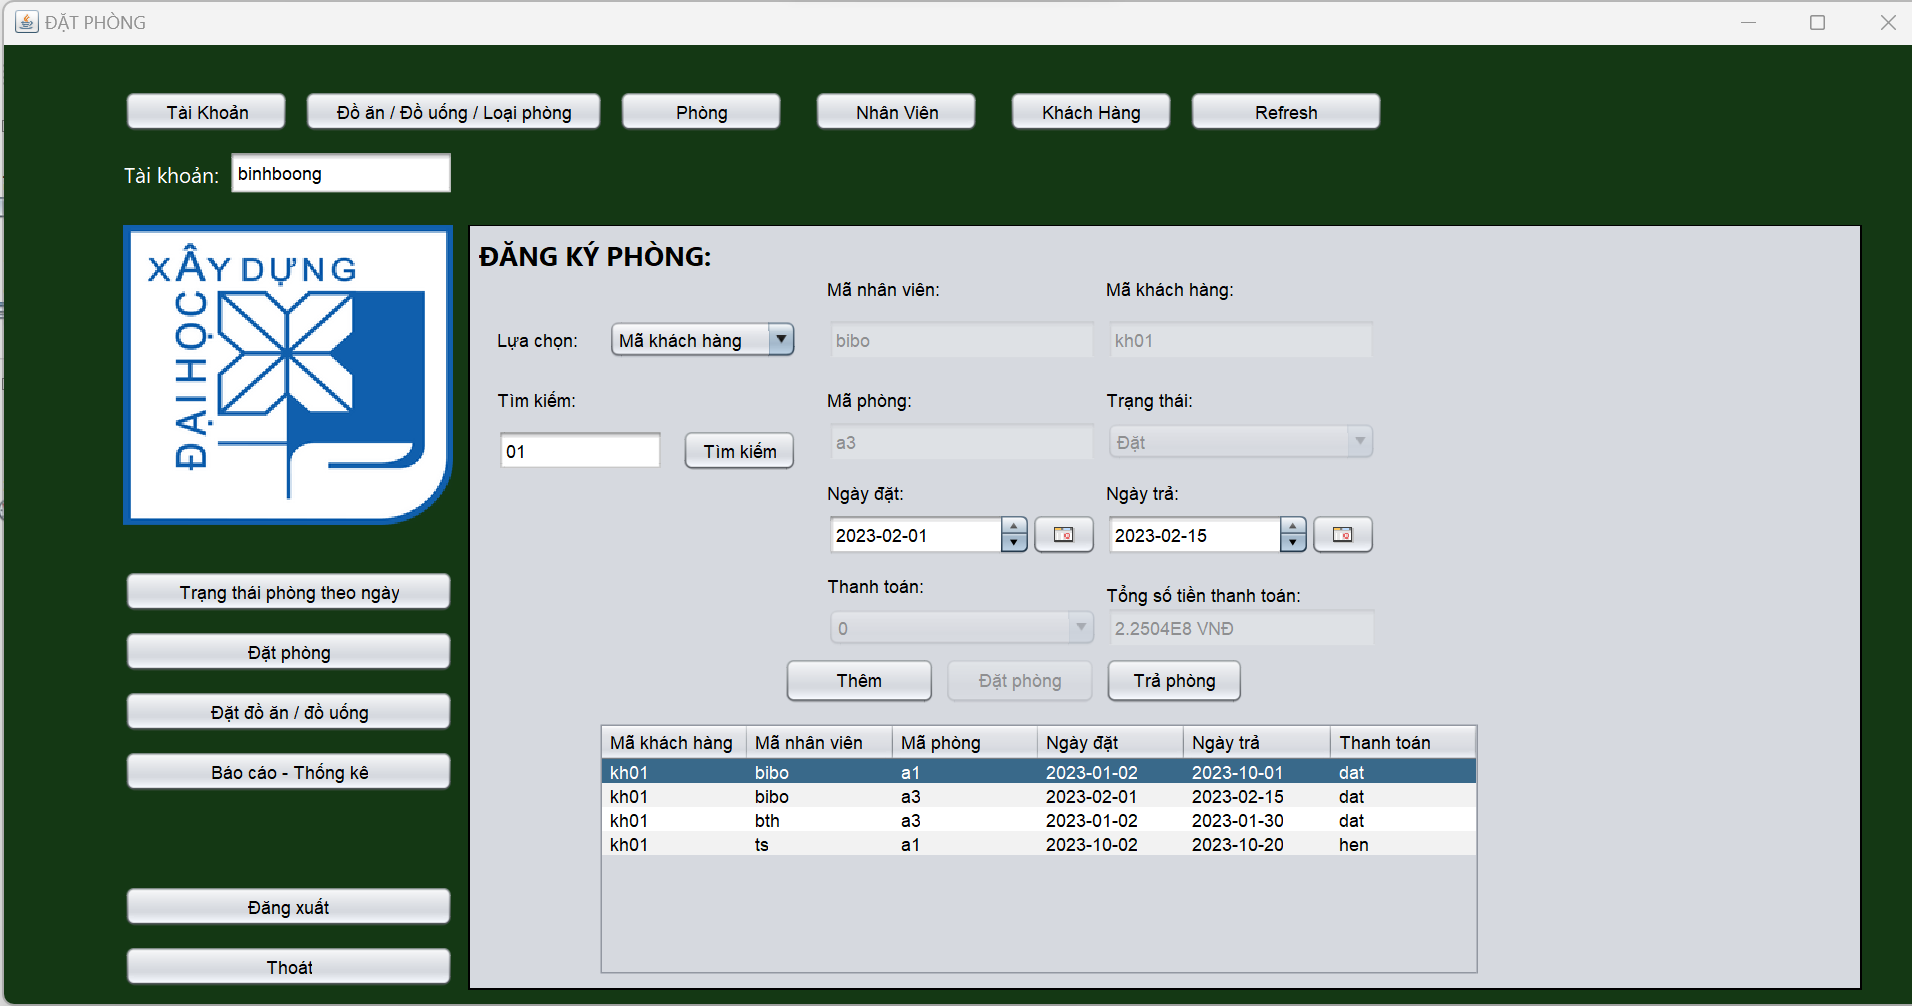 ĐẶT PHÒNG
Tài Khoản
Đồ ăn / Đồ uống / Loại phòng
Phòng
Nhân Viên
Khách Hàng
Refresh
Tài khoản: binhboong
XÂY DỰNG
ĐẠI HỌC
Trạng thái phòng theo ngày
Đặt phòng
Đặt đồ ăn / đồ uống
Báo cáo - Thống kê
Đăng xuất
Thoát
ĐĂNG KÝ PHÒNG:
Mã nhân viên: Mã khách hàng:
Lựa chọn: Mã khách hàng bibo kh01
Tìm kiếm: Mã phòng: Trạng thái:
01 Tìm kiếm a3 Đặt
Ngày đặt: Ngày trả:
2023-02-01 2023-02-15
Thanh toán: Tổng số tiền thanh toán:
0 2.2504E8 VNĐ
Thêm Đặt phòng Trả phòng
Mã khách hàng Mã nhân viên Mã phòng Ngày đặt Ngày trả Thanh toán
kh01 bibo a1 2023-01-02 2023-10-01 dat
kh01 bibo a3 2023-02-01 2023-02-15 dat
kh01 bth a3 2023-01-02 2023-01-30 dat
kh01 ts a1 2023-10-02 2023-10-20 hen